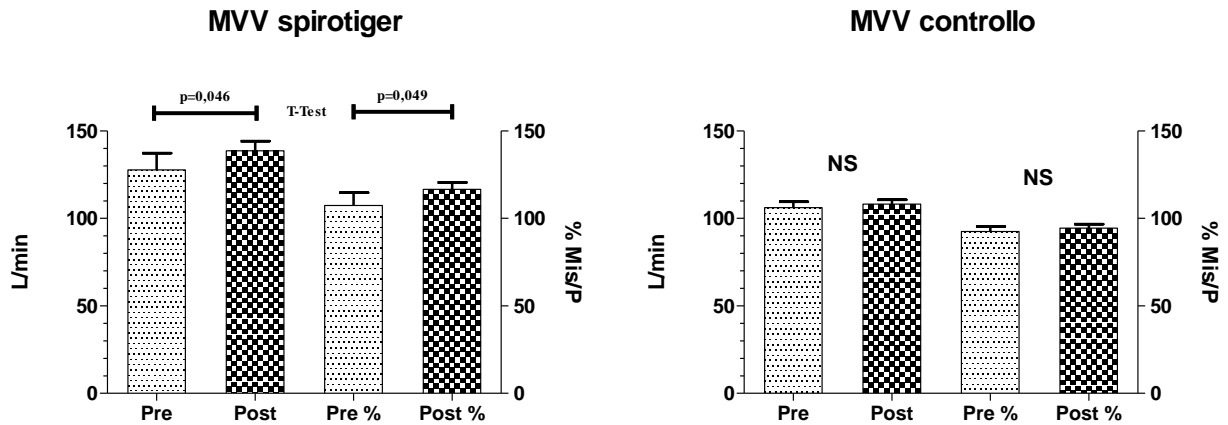 MVV spirotiger
p=0,046
T-Test
p=0,049
150
100
50
0
L/min
150
100
50
0
% Mis/P
Pre
Post
Pre %
Post %
MVV controllo
NS
NS
150
100
50
0
L/min
150
100
50
0
% Mis/P
Pre
Post
Pre %
Post %